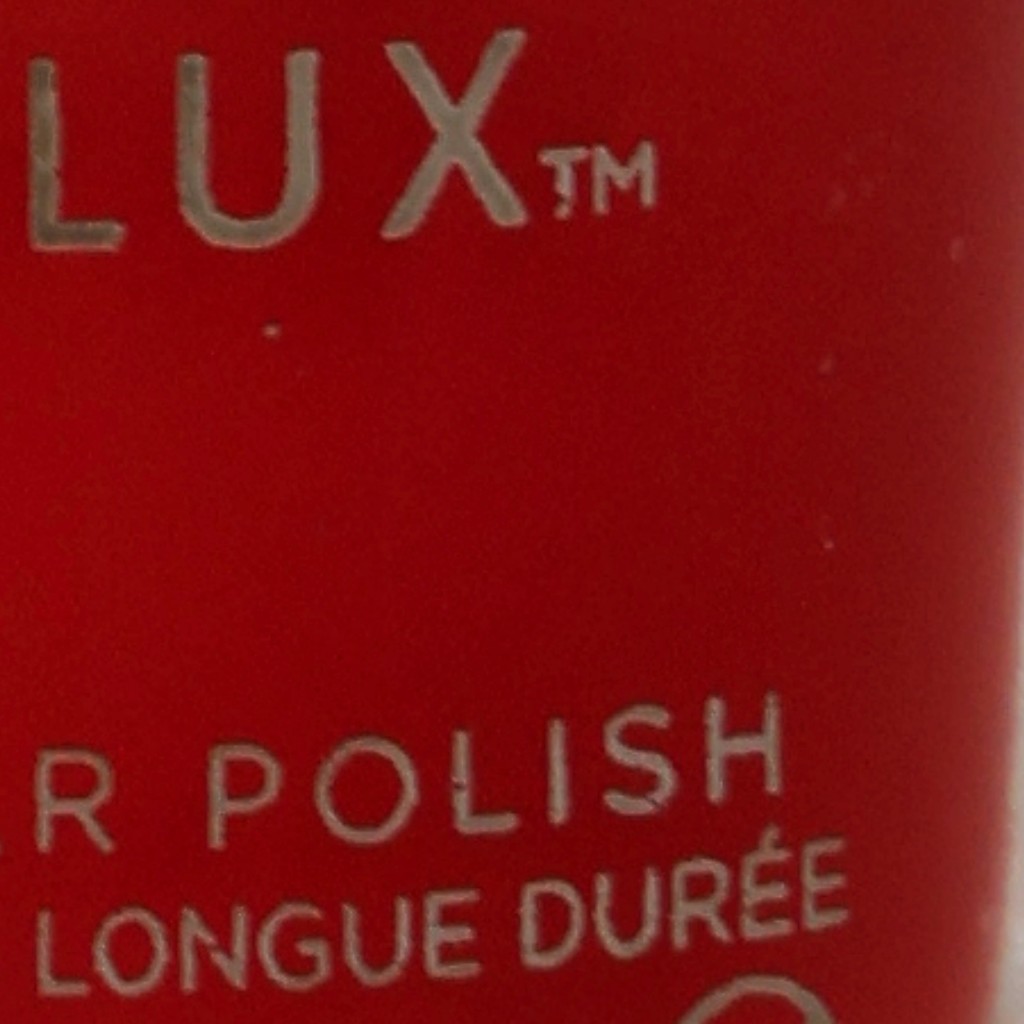 LUX™
R POLISH
LONGUE DURÉE